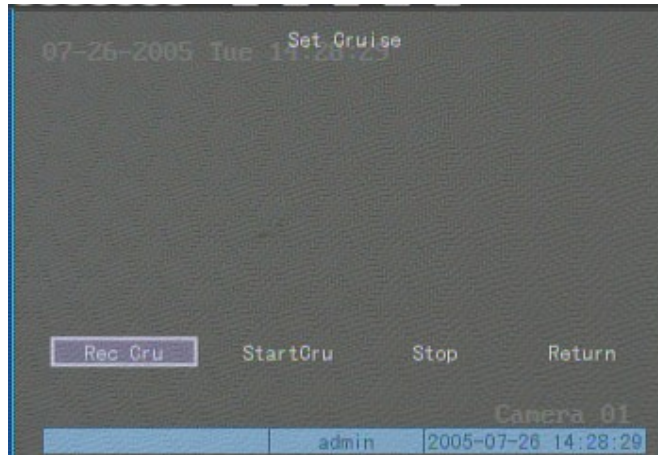 Set Cruise
07-26-2005 Tue 14:28:29
Rec Cru StartCru Stop Return
Camera 01
admin 2005-07-26 14:28:29